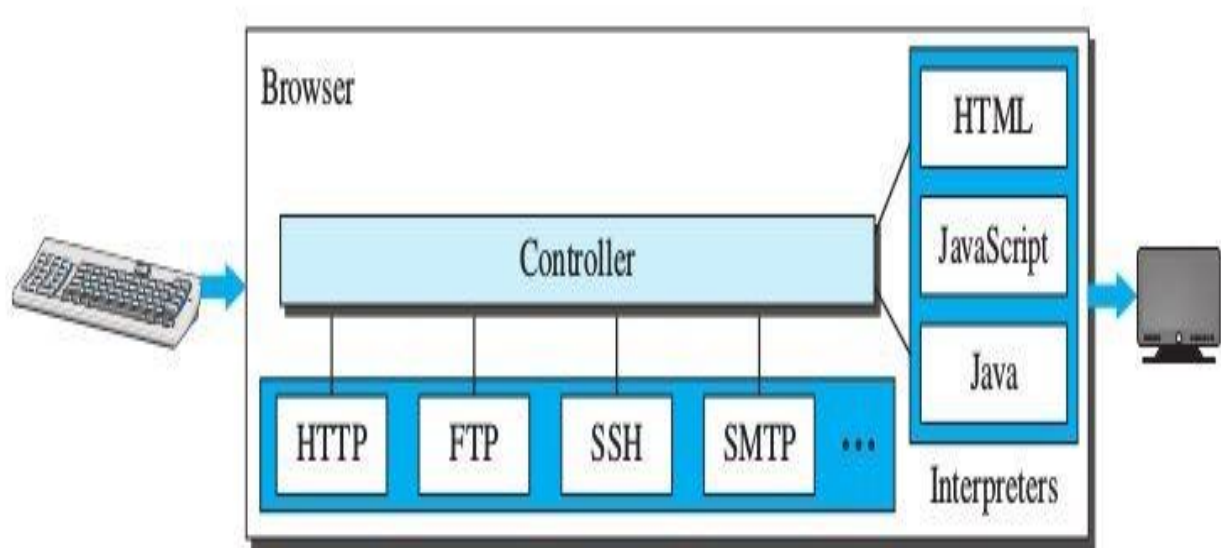 Browser
Controller
HTTP
FTP
SSH
SMTP
...
HTML
JavaScript
Java
Interpreters